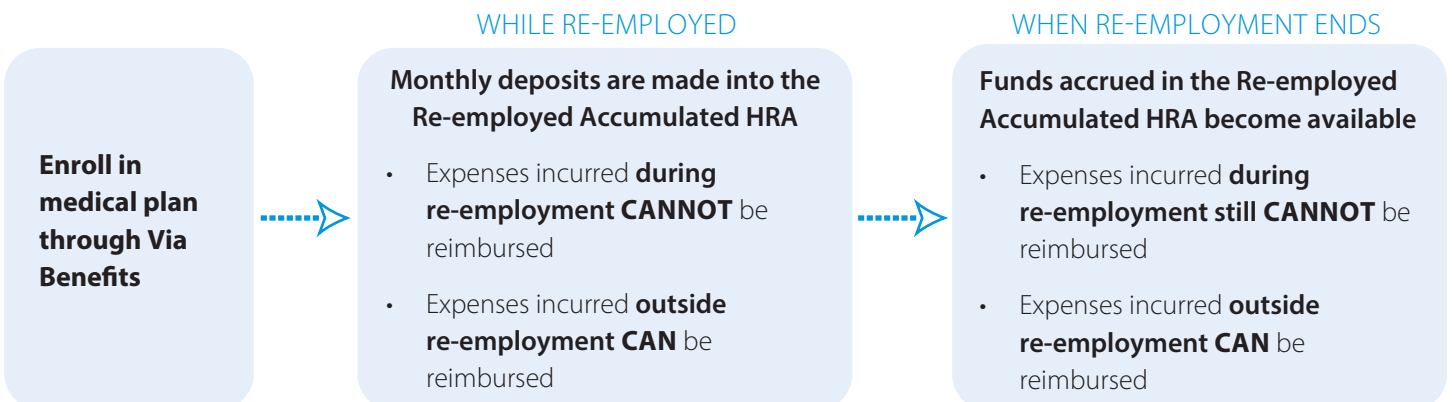 Enroll in
medical plan
through Via
Benefits
WHILE RE-EMPLOYED
Monthly deposits are made into the
Re-employed Accumulated HRA
• Expenses incurred during
re-employment CANNOT be
reimbursed
• Expenses incurred outside
re-employment CAN be
reimbursed
WHEN RE-EMPLOYMENT ENDS
Funds accrued in the Re-employed
Accumulated HRA become available
• Expenses incurred during
re-employment still CANNOT be
reimbursed
• Expenses incurred outside
re-employment CAN be
reimbursed